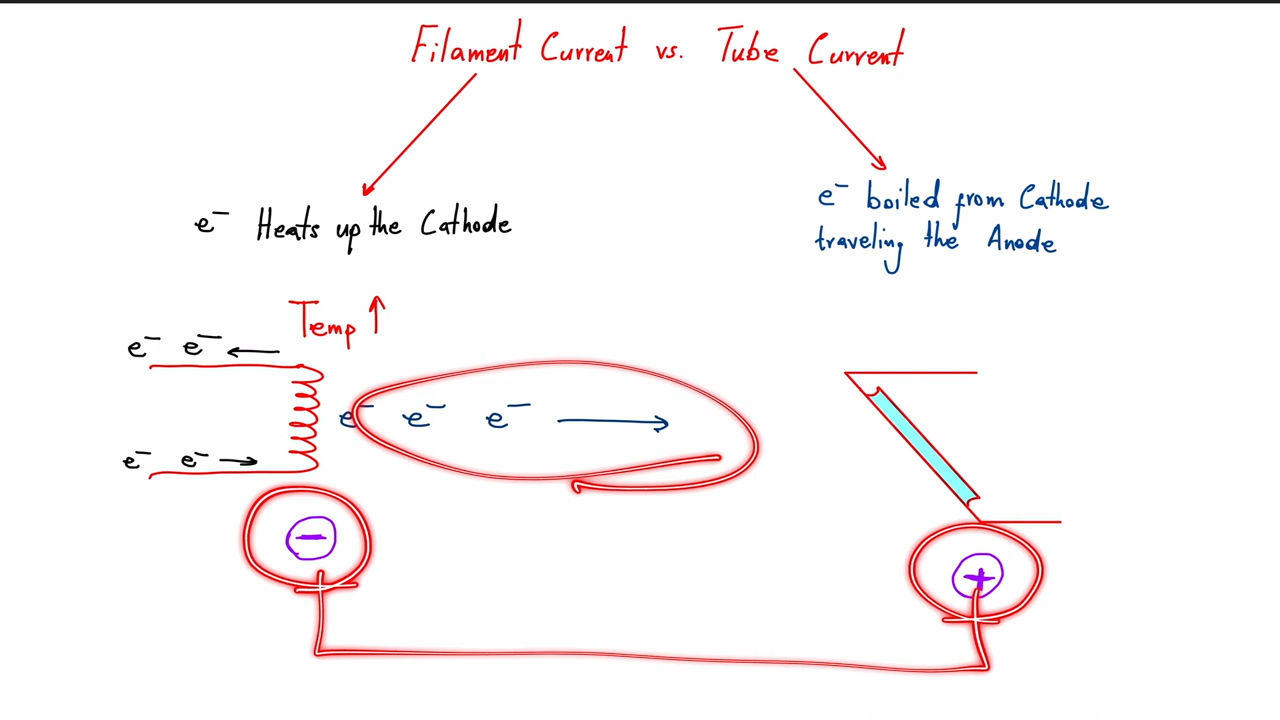 Filament Current vs. Tube Current
e⁻ Heats up the Cathode
e⁻ boiled from Cathode
traveling the Anode
Temp ↑
e⁻ e⁻ ←
e⁻ e⁻ e⁻ →
e⁻ e⁻ →
−
+